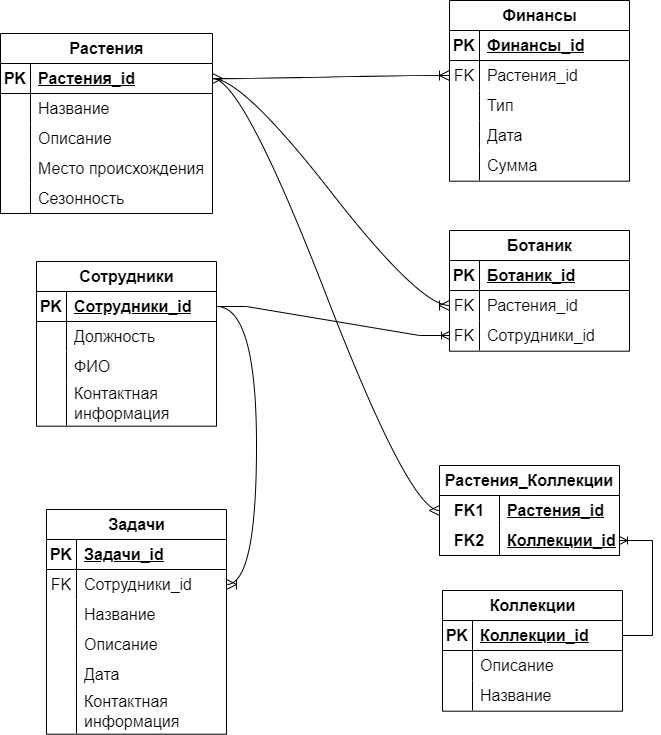 Растения
PK Растения_id
Название
Описание
Место происхождения
Сезонность
Финансы
PK Финансы_id
FK Растения_id
Тип
Дата
Сумма
Ботаник
PK Ботаник_id
FK Растения_id
FK Сотрудники_id
Сотрудники
PK Сотрудники_id
Должность
ФИО
Контактная
информация
Растения_Коллекции
FK1 Растения_id
FK2 Коллекции_id
Задачи
PK Задачи_id
FK Сотрудники_id
Название
Описание
Дата
Контактная
информация
Коллекции
PK Коллекции_id
Описание
Название